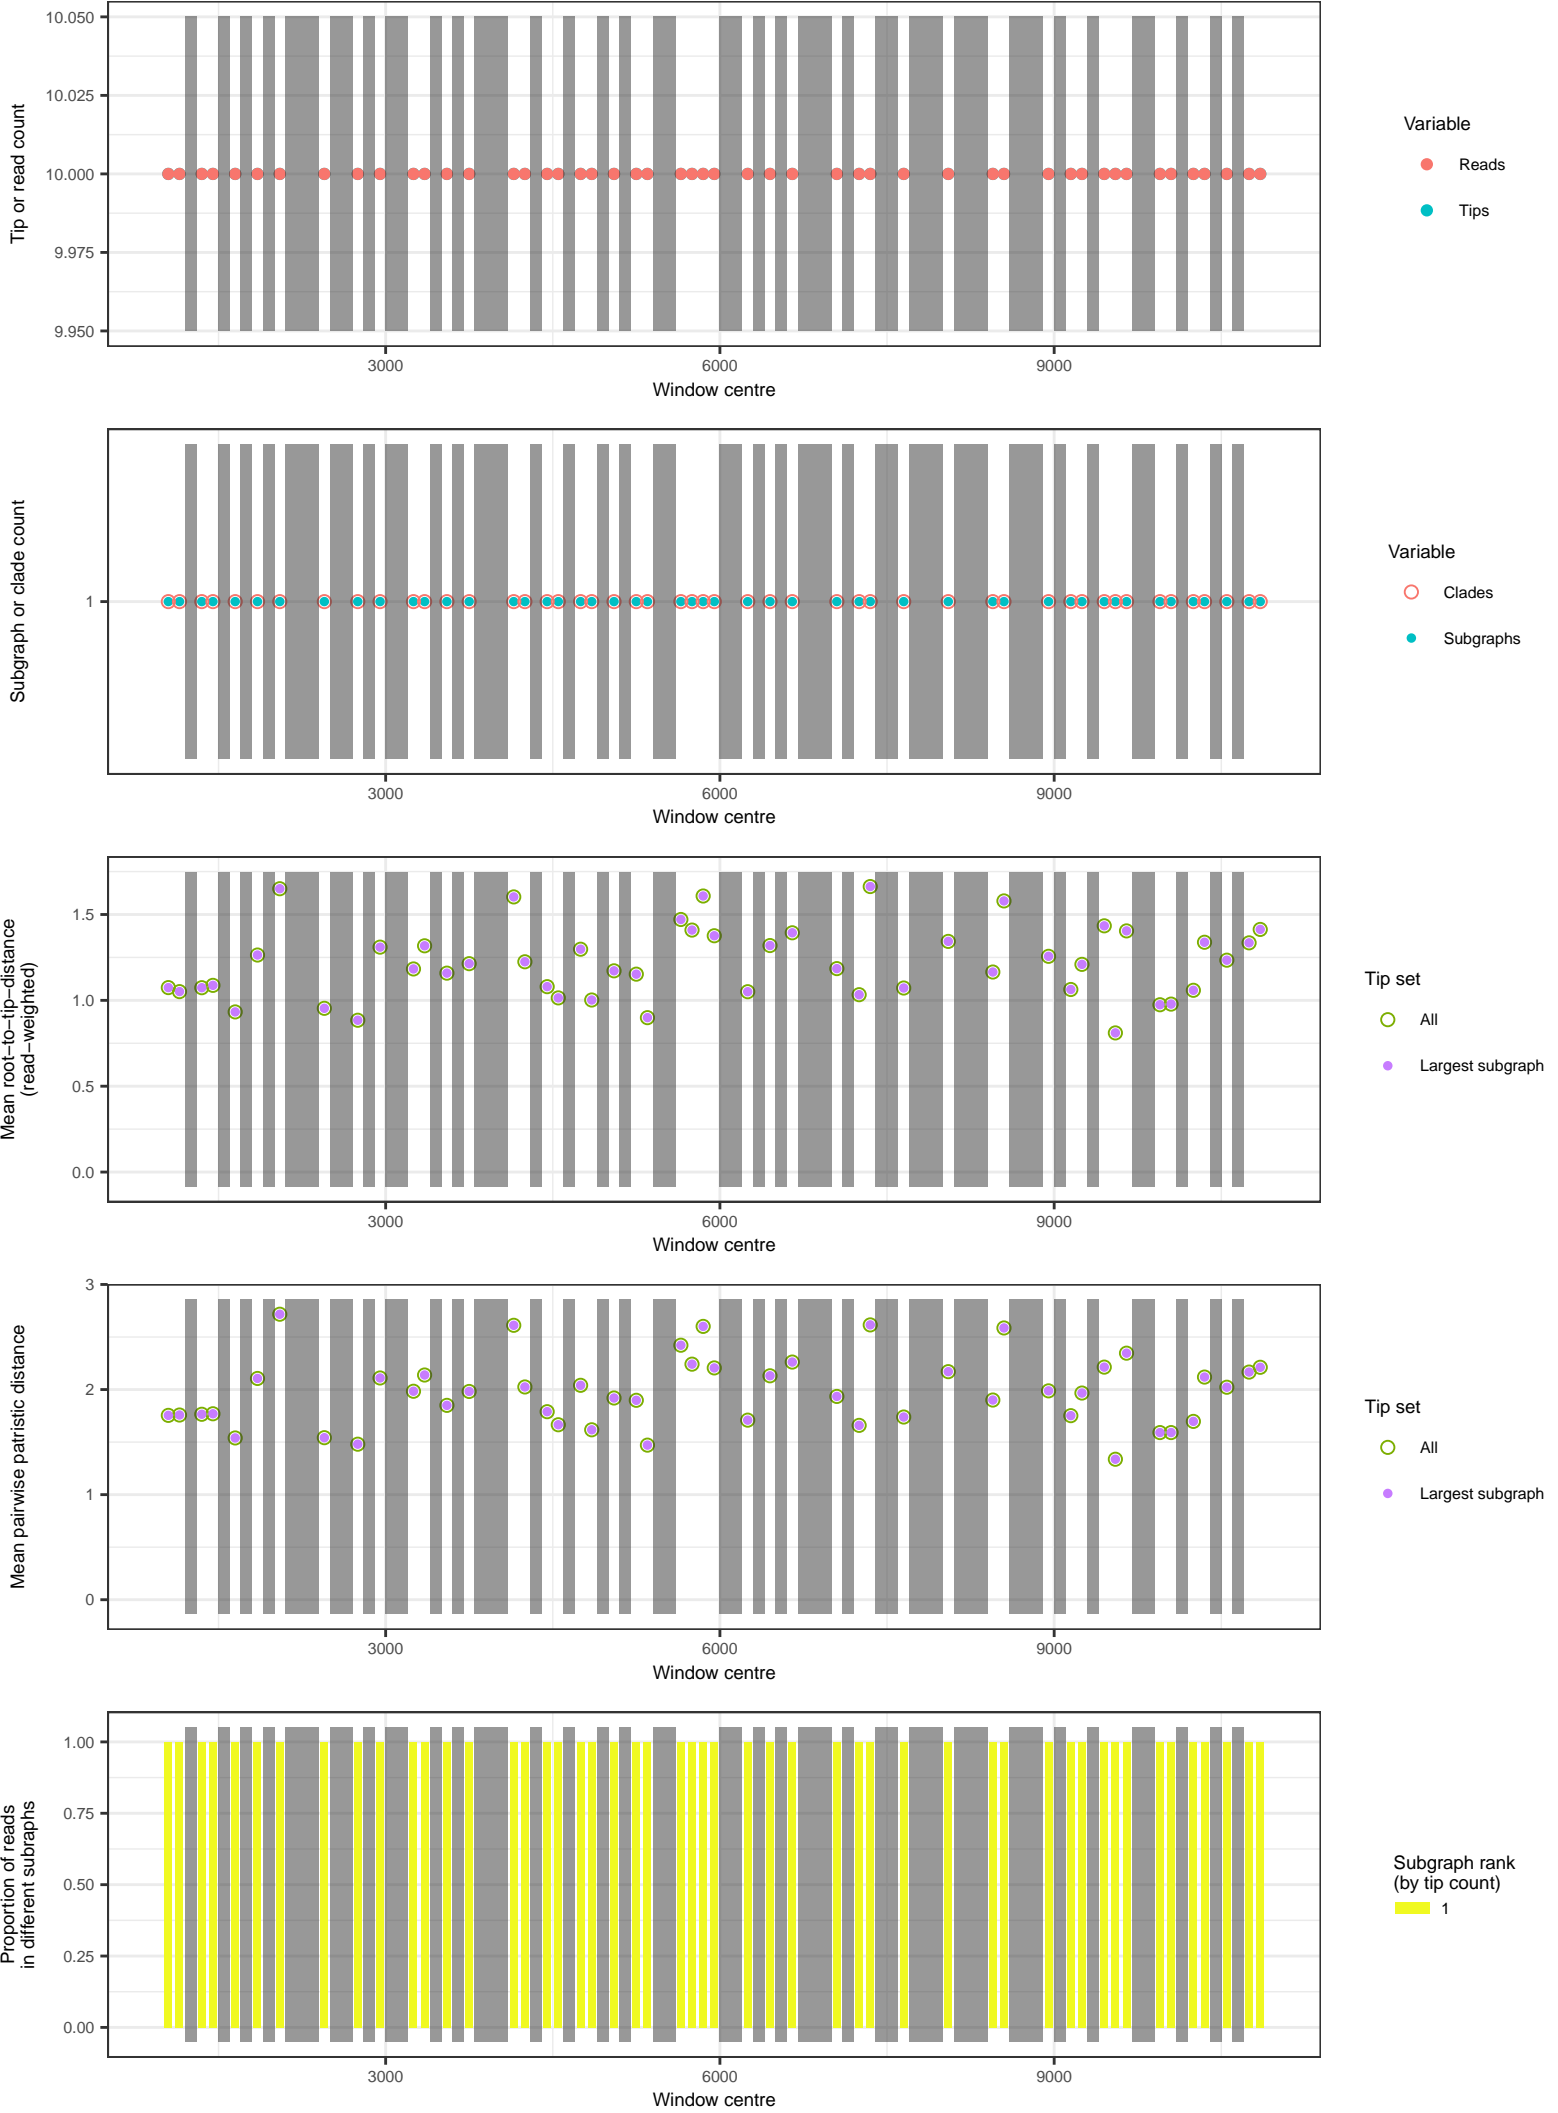 10.050
10.025
10.000
9.975
9.950
Tip or read count
3000
6000
9000
Window centre
Variable
Reads
Tips
1
Subgraph or clade count
3000
6000
9000
Window centre
Variable
Clades
Subgraphs
1.5
1.0
0.5
0.0
Mean root−to−tip−distance
(read−weighted)
3000
6000
9000
Window centre
Tip set
All
Largest subgraph
3
2
1
0
Mean pairwise patristic distance
3000
6000
9000
Window centre
Tip set
All
Largest subgraph
1.00
0.75
0.50
0.25
0.00
Proportion of reads
in different subraphs
3000
6000
9000
Window centre
Subgraph rank
(by tip count)
1